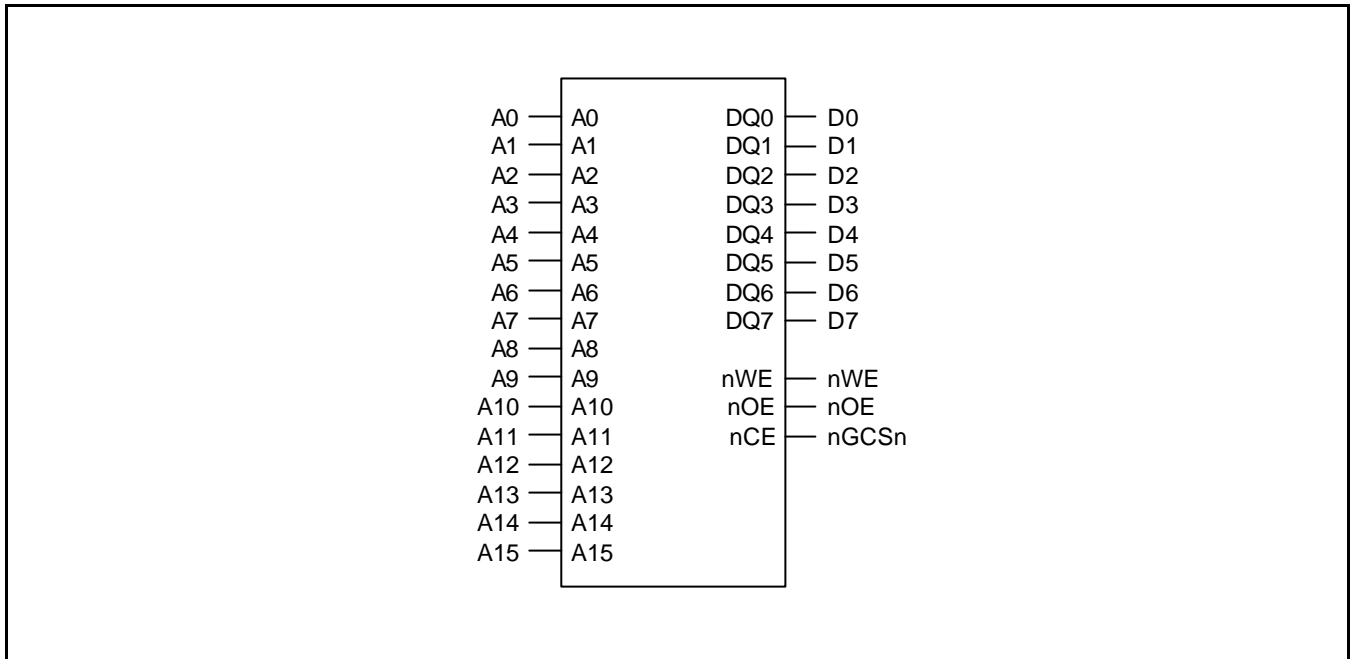 A0 A0 DQ0 D0
A1 A1 DQ1 D1
A2 A2 DQ2 D2
A3 A3 DQ3 D3
A4 A4 DQ4 D4
A5 A5 DQ5 D5
A6 A6 DQ6 D6
A7 A7 DQ7 D7
A8 A8
A9 A9 nWE nWE
A10 A10 nOE nOE
A11 A11 nCE nGCSn
A12 A12
A13 A13
A14 A14
A15 A15